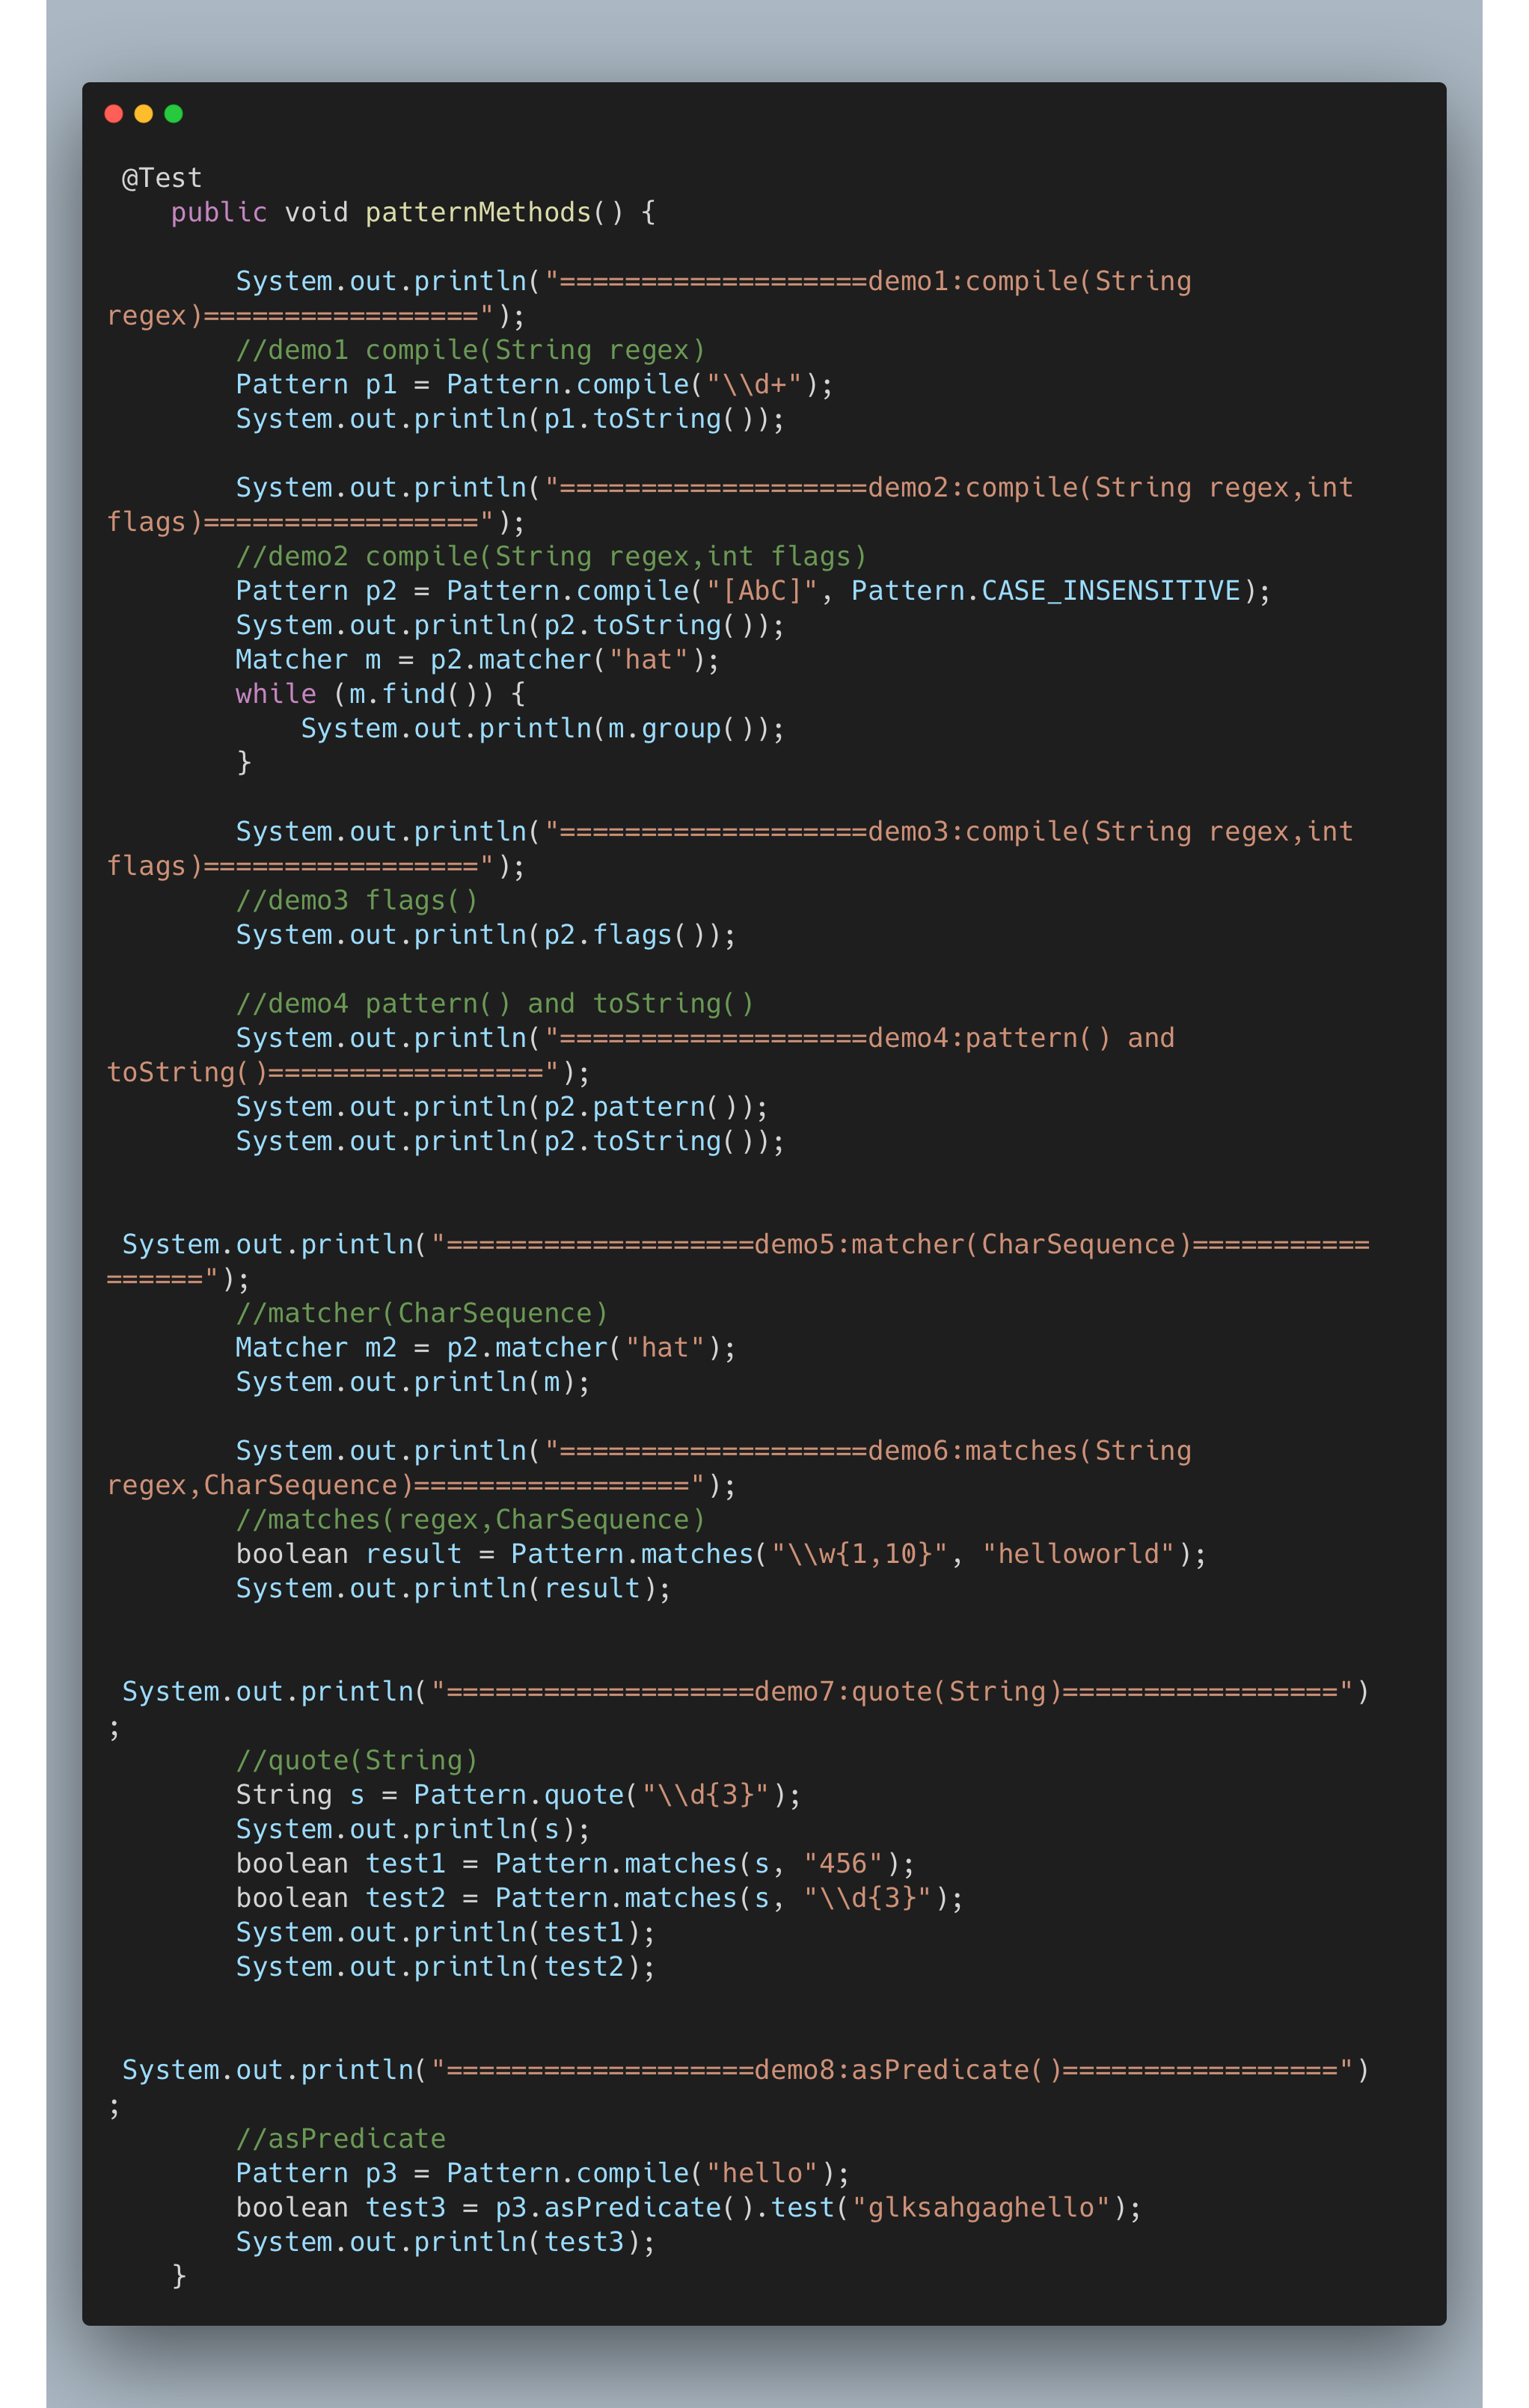 @Test
public void patternMethods() {
System.out.println("===================demo1:compile(String
regex)=================");
//demo1 compile(String regex)
Pattern p1 = Pattern.compile("\\d+");
System.out.println(p1.toString());
System.out.println("===================demo2:compile(String regex,int
flags)=================");
//demo2 compile(String regex,int flags)
Pattern p2 = Pattern.compile("[AbC]", Pattern.CASE_INSENSITIVE);
System.out.println(p2.toString());
Matcher m = p2.matcher("hat");
while (m.find()) {
System.out.println(m.group());
}
System.out.println("===================demo3:compile(String regex,int
flags)=================");
//demo3 flags()
System.out.println(p2.flags());
//demo4 pattern() and toString()
System.out.println("===================demo4:pattern() and
toString()=================");
System.out.println(p2.pattern());
System.out.println(p2.toString());
System.out.println("===================demo5:matcher(CharSequence)===========
======");
//matcher(CharSequence)
Matcher m2 = p2.matcher("hat");
System.out.println(m);
System.out.println("===================demo6:matches(String
regex,CharSequence)=================");
//matches(regex,CharSequence)
boolean result = Pattern.matches("\\w{1,10}", "helloworld");
System.out.println(result);
System.out.println("===================demo7:quote(String)=================")
;
//quote(String)
String s = Pattern.quote("\\d{3}");
System.out.println(s);
boolean test1 = Pattern.matches(s, "456");
boolean test2 = Pattern.matches(s, "\\d{3}");
System.out.println(test1);
System.out.println(test2);
System.out.println("===================demo8:asPredicate()=================")
;
//asPredicate
Pattern p3 = Pattern.compile("hello");
boolean test3 = p3.asPredicate().test("glksahgaghello");
System.out.println(test3);
}